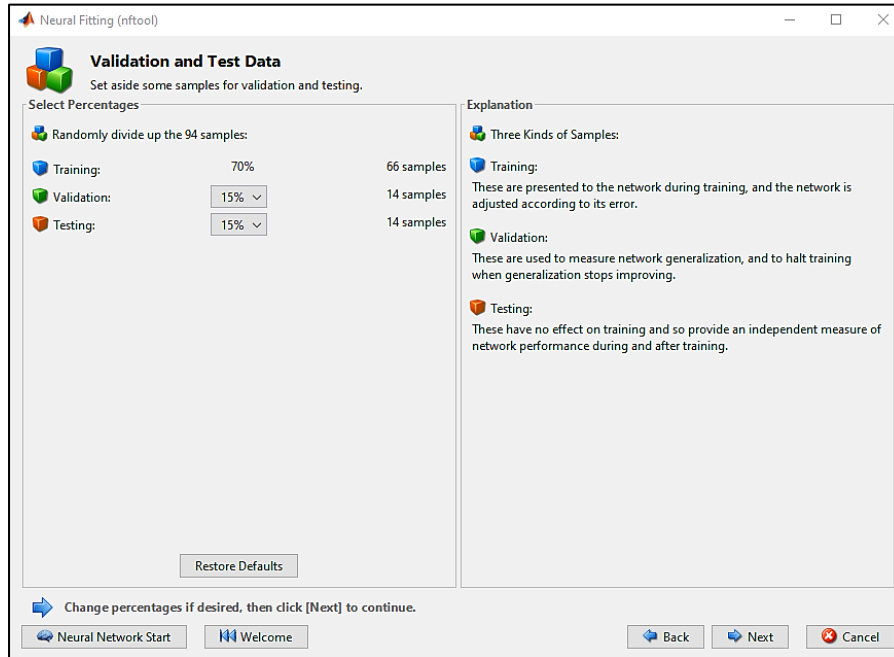 Neural Fitting (nftool)
Validation and Test Data
Set aside some samples for validation and testing.
Select Percentages
Randomly divide up the 94 samples:
Training: 70% 66 samples
Validation: 15% 14 samples
Testing: 15% 14 samples
Restore Defaults
Explanation
Three Kinds of Samples:
Training:
These are presented to the network during training, and the network is
adjusted according to its error.
Validation:
These are used to measure network generalization, and to halt training
when generalization stops improving.
Testing:
These have no effect on training and so provide an independent measure of
network performance during and after training.
Change percentages if desired, then click [Next] to continue.
Neural Network Start Welcome Back Next Cancel